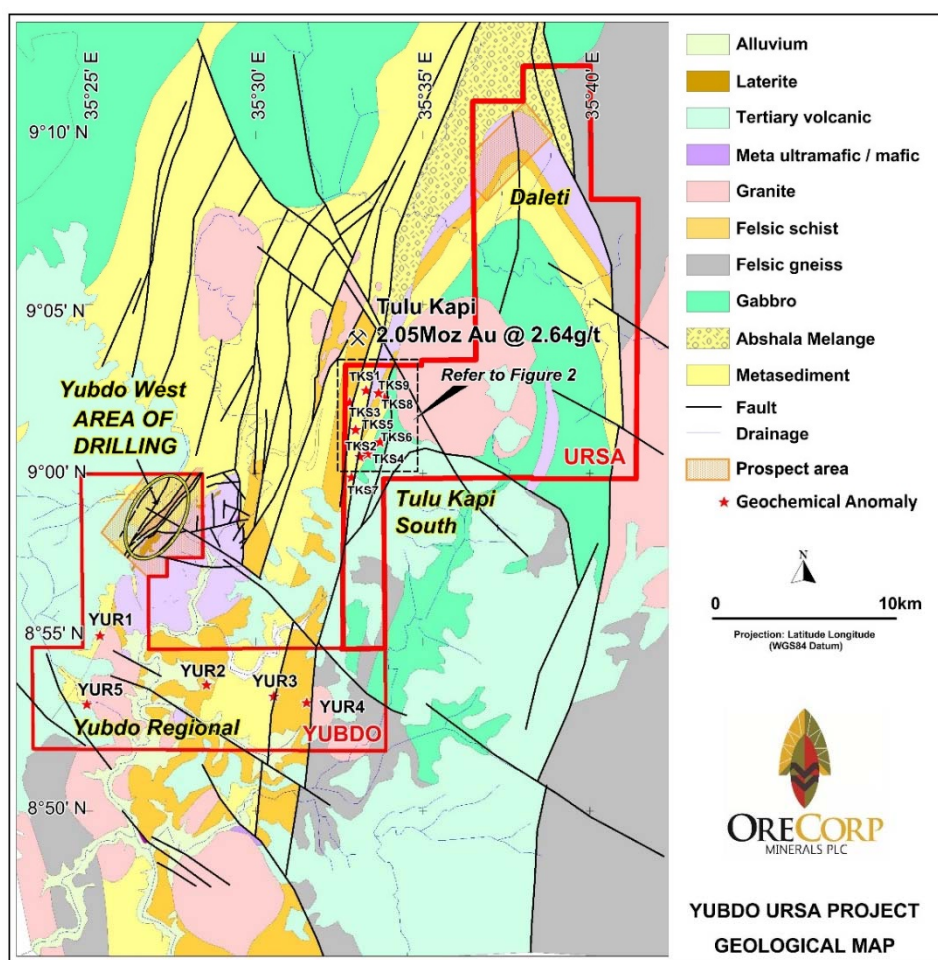 35°25' E
35°30' E
35°35' E
35°40' E
9°10' N
9°05' N
9°00' N
8°55' N
8°50' N
Daleti
Tulu Kapi
2.05Moz Au @ 2.64g/t
Refer to Figure 2
TKS1
TKS9
TKS8
TKS3
TKS5
TKS6
TKS2
TKS4
TKS7
URSA
Yubdo West
AREA OF
DRILLING
Tulu Kapi
South
YUR1
YUR2
YUR3
YUR4
YUR5
Yubdo Regional
YUBDO
Alluvium
Laterite
Tertiary volcanic
Meta ultramafic / mafic
Granite
Felsic schist
Felsic gneiss
Gabbro
Abshala Melange
Metasediment
Fault
Drainage
Prospect area
Geochemical Anomaly
N
0 10km
Projection: Latitude Longitude
(WGS84 Datum)
ORECORP
MINERALS PLC
YUBDO URSA PROJECT
GEOLOGICAL MAP